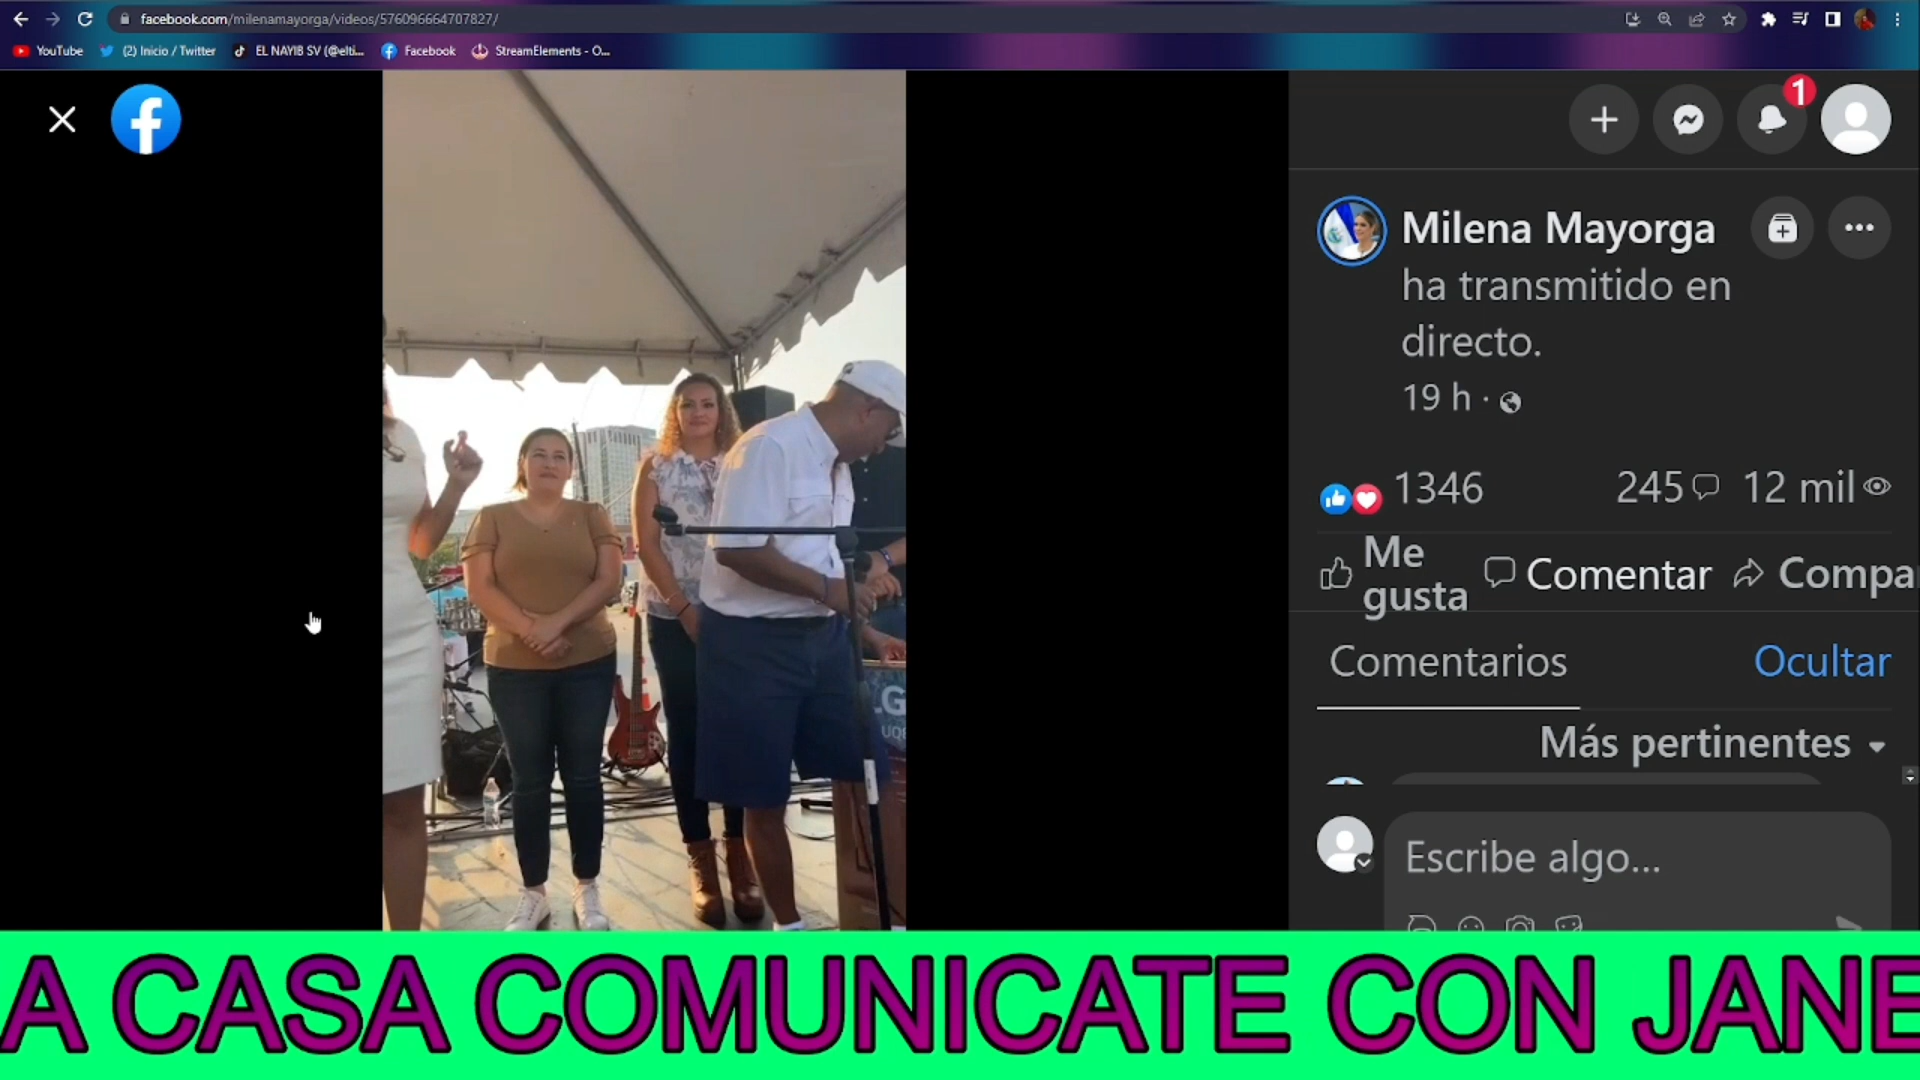 facebook.com/milenamayorga/videos/576096664707827/
YouTube (2) Inicio / Twitter EL NAYIB SV (@elti... Facebook StreamElements - O...
1
Milena Mayorga
ha transmitido en
directo.
19 h ·
1346 245 12 mil
Me gusta Comentar Compa
Comentarios Ocultar
Más pertinentes
Escribe algo...
A CASA COMUNICATE CON JANE